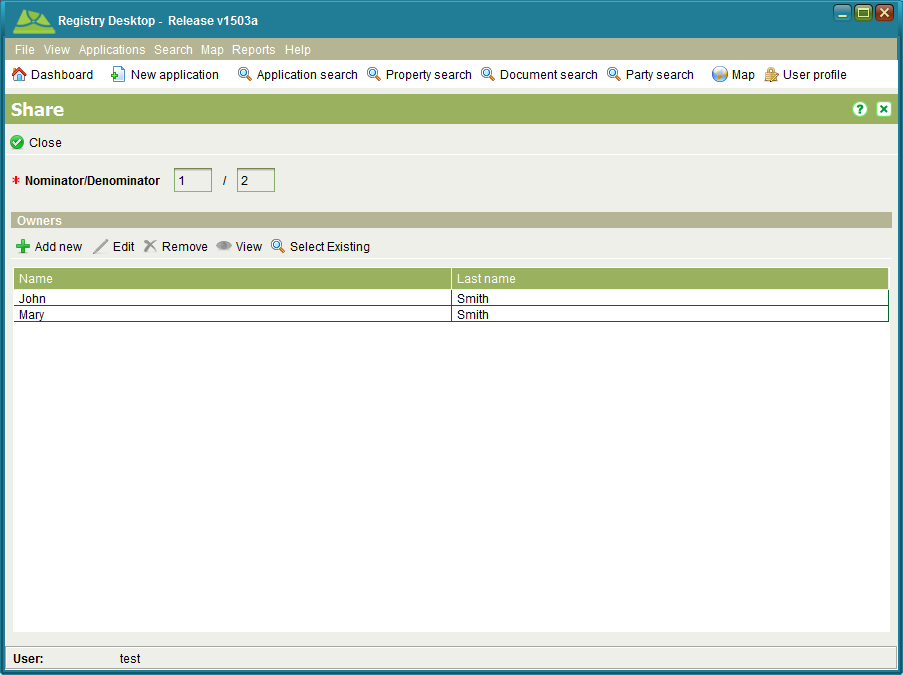 Registry Desktop - Release v1503a
File View Applications Search Map Reports Help
Dashboard New application Application search Property search Document search Party search Map User profile
Share
?
Close
* Nominator/Denominator 1 / 2
Owners
Add new Edit Remove View Select Existing
Name Last name
John Smith
Mary Smith
User: test